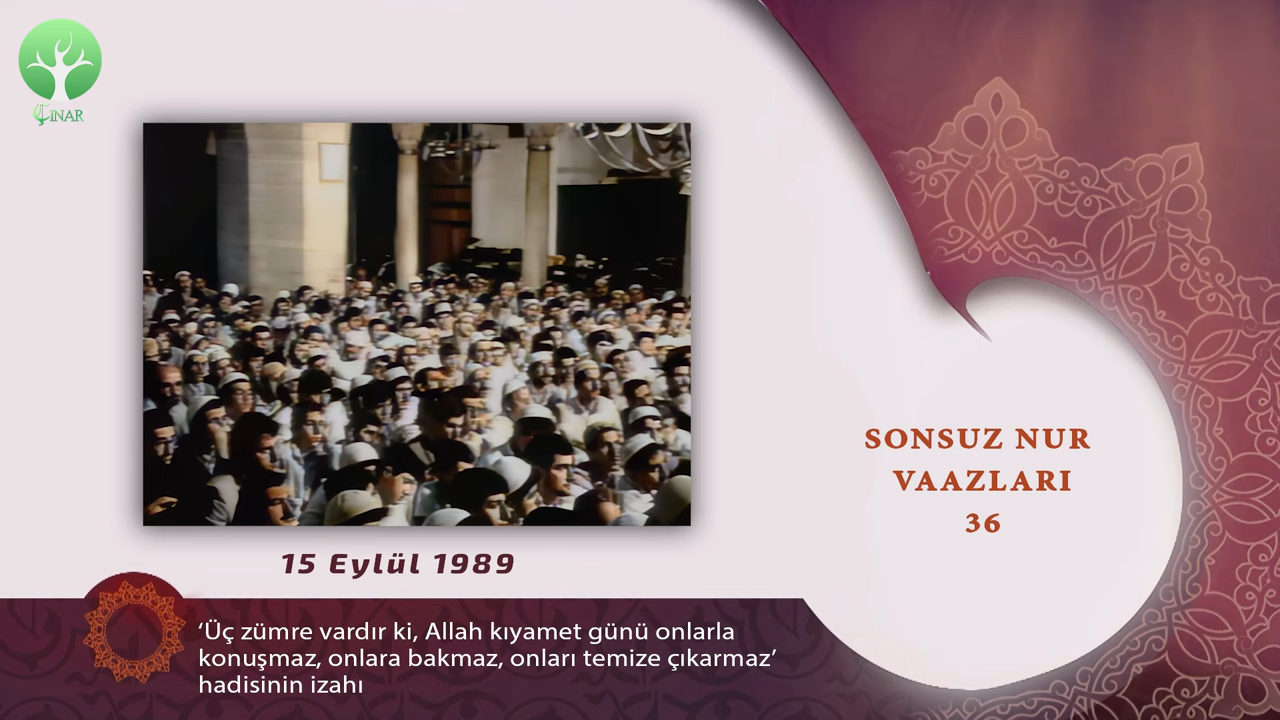 ÇINAR
SONSUZ NUR
VAAZLARI
36
15 Eylül 1989
‘Üç zümre vardır ki, Allah kıyamet günü onlarla
konuşmaz, onlara bakmaz, onları temize çıkarmaz’
hadisinin izahı